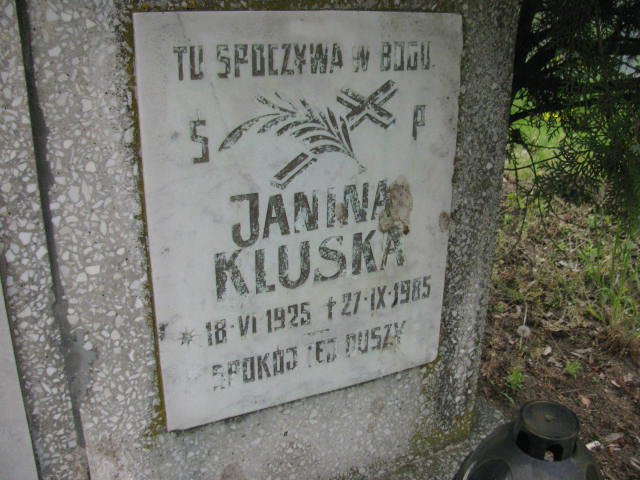 TU SPOCZYWA W BOGU.
S P
JANINA
KLUSKA
* 18·VI 1925 † 27·IX·1985
SPOKÓJ JEJ DUSZY